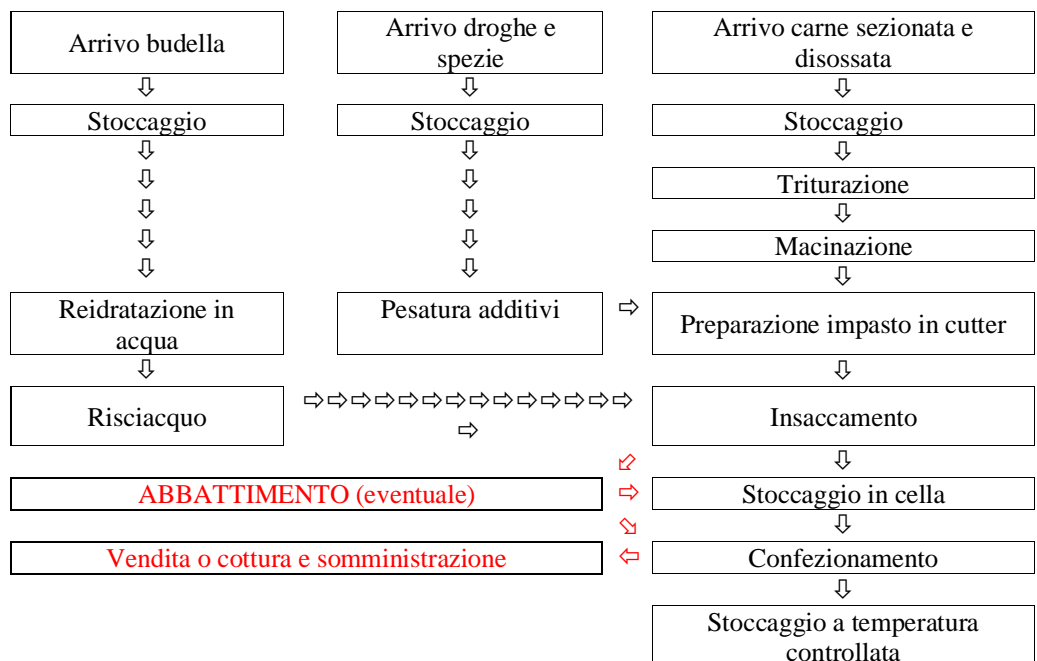 Arrivo budella
Arrivo droghe e
spezie
Arrivo carne sezionata e
disossata
Stoccaggio
Stoccaggio
Stoccaggio
Triturazione
Macinazione
Reidratazione in
acqua
Pesatura additivi
Preparazione impasto in cutter
Risciacquo
Insaccamento
ABBATTIMENTO (eventuale)
Stoccaggio in cella
Vendita o cottura e somministrazione
Confezionamento
Stoccaggio a temperatura
controllata